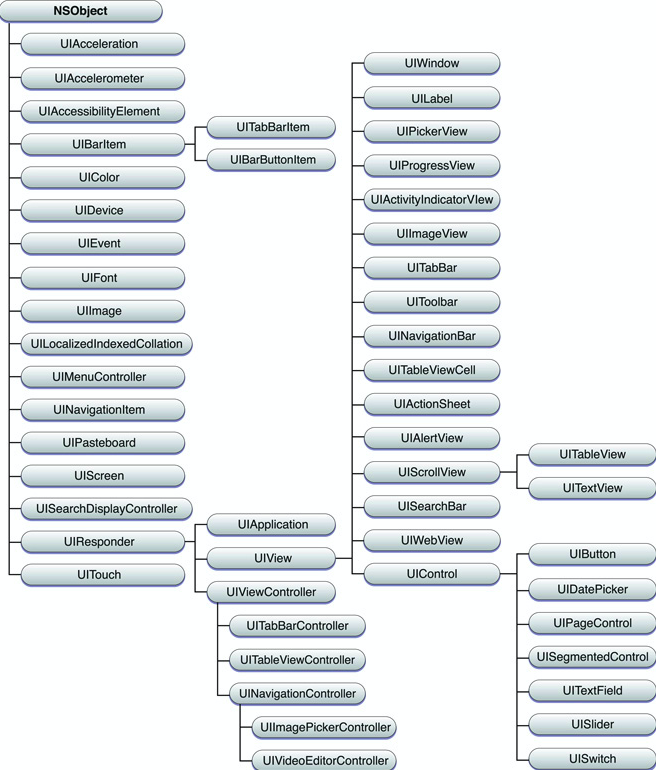 NSObject
UIAcceleration
UIAccelerometer
UIAccessibilityElement
UIBarItem
UITabBarItem
UIBarButtonItem
UIColor
UIDevice
UIEvent
UIFont
UIImage
UILocalizedIndexedCollation
UIMenuController
UINavigationItem
UIPasteboard
UIScreen
UISearchDisplayController
UIResponder
UITouch
UIApplication
UIView
UIViewController
UITabBarController
UITableViewController
UINavigationController
UIImagePickerController
UIVideoEditorController
UIWindow
UILabel
UIPickerView
UIProgressView
UIActivityIndicatorVIew
UIImageView
UITabBar
UIToolbar
UINavigationBar
UITableViewCell
UIActionSheet
UIAlertView
UIScrollView
UISearchBar
UIWebView
UIControl
UITableView
UITextView
UIButton
UIDatePicker
UIPageControl
UISegmentedControl
UITextField
UISlider
UISwitch